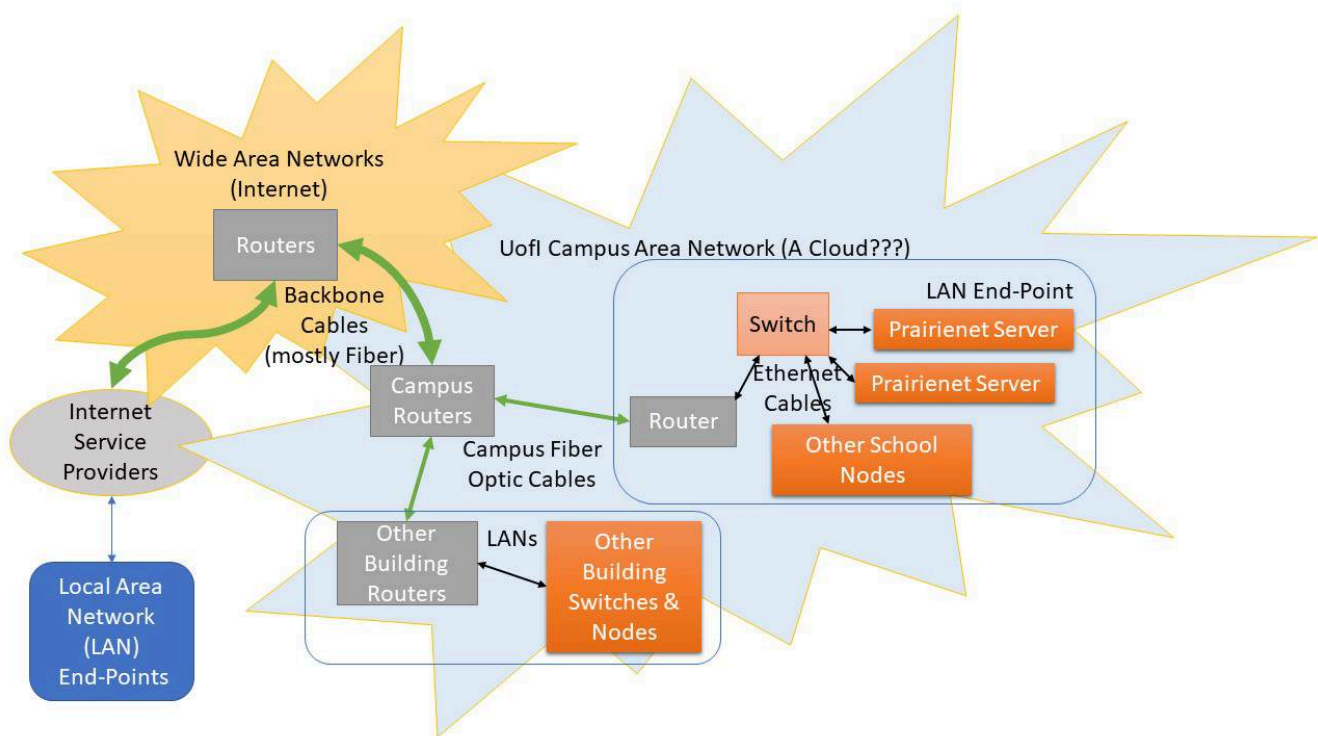 Wide Area Networks
(Internet)
Routers
Backbone
Cables
(mostly Fiber)
Internet
Service
Providers
Local Area
Network
(LAN)
End-Points
UofI Campus Area Network (A Cloud???)
Campus
Routers
Campus Fiber
Optic Cables
LAN End-Point
Switch
Prairienet Server
Prairienet Server
Ethernet
Cables
Router
Other School
Nodes
Other
Building
Routers
LANs
Other
Building
Switches &
Nodes